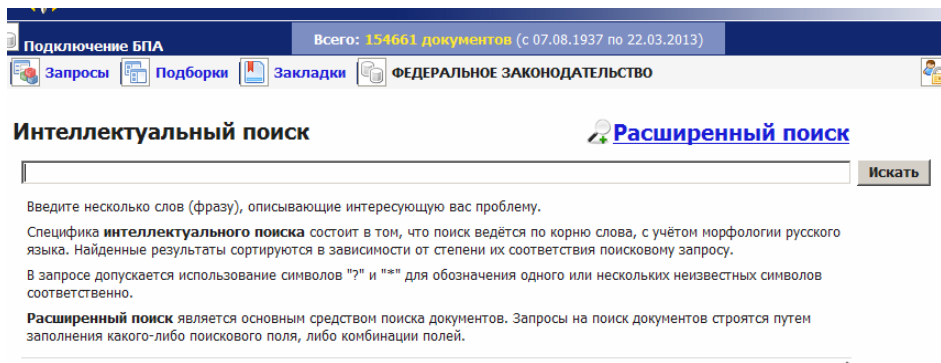 Подключение БПА
Всего: 154661 документов (с 07.08.1937 по 22.03.2013)
Запросы Подборки Закладки ФЕДЕРАЛЬНОЕ ЗАКОНОДАТЕЛЬСТВО
Интеллектуальный поиск Расширенный поиск
Искать
Введите несколько слов (фразу), описывающие интересующую вас проблему.
Специфика интеллектуального поиска состоит в том, что поиск ведётся по корню слова, с учётом морфологии русского
языка. Найденные результаты сортируются в зависимости от степени их соответствия поисковому запросу.
В запросе допускается использование символов "?" и "*" для обозначения одного или нескольких неизвестных символов
соответственно.
Расширенный поиск является основным средством поиска документов. Запросы на поиск документов строятся путем
заполнения какого-либо поискового поля, либо комбинации полей.